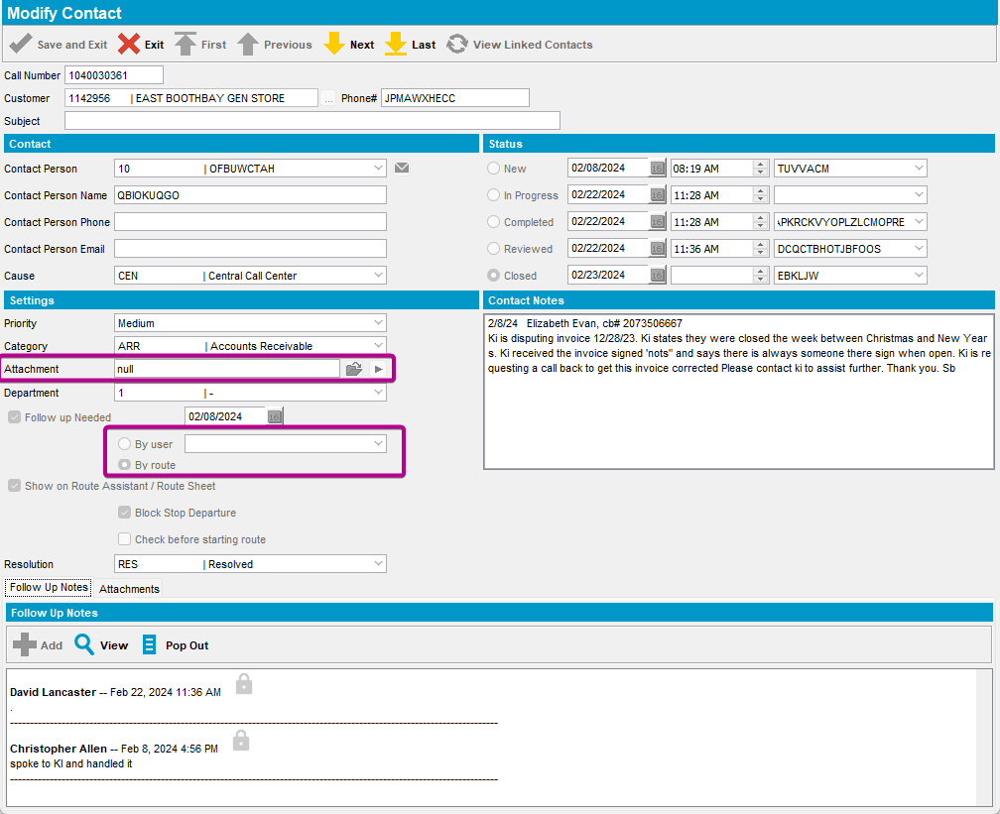 Modify Contact
Save and Exit Exit First Previous Next Last View Linked Contacts
Call Number 1040030361
Customer 1142956 | EAST BOOTHBAY GEN STORE ... Phone# JPMAWXHECC
Subject
Contact
Contact Person 10 | OFBUWCTAH
Contact Person Name QBIOKUQGO
Contact Person Phone
Contact Person Email
Cause CEN | Central Call Center
Status
New 02/08/2024 16 08:19 AM TUVVACM
In Progress 02/22/2024 16 11:28 AM
Completed 02/22/2024 16 11:28 AM APKRCKVYOPLZLCMOPRE
Reviewed 02/22/2024 16 11:36 AM DCQCTBHOTJBFOOS
Closed 02/23/2024 16 EBKLJW
Settings
Priority Medium
Category ARR | Accounts Receivable
Attachment null
Department 1 | -
Follow up Needed 02/08/2024 16
By user
By route
Show on Route Assistant / Route Sheet
Block Stop Departure
Check before starting route
Resolution RES | Resolved
Contact Notes
2/8/24 Elizabeth Evan, cb# 2073506667
Ki is disputing invoice 12/28/23. Ki states they were closed the week between Christmas and New Year
s. Ki received the invoice signed 'nots" and says there is always someone there sign when open. Ki is re
questing a call back to get this invoice corrected Please contact ki to assist further. Thank you. Sb
Follow Up Notes Attachments
Follow Up Notes
Add View Pop Out
David Lancaster -- Feb 22, 2024 11:36 AM
.
----------------------------------------------------------------------------------------------------
Christopher Allen -- Feb 8, 2024 4:56 PM
spoke to KI and handled it
----------------------------------------------------------------------------------------------------